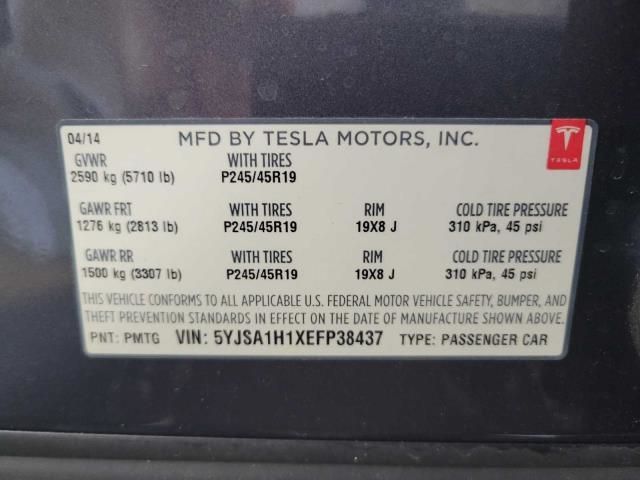 04/14 MFD BY TESLA MOTORS, INC.
TESLA
GVWR WITH TIRES
2590 kg (5710 lb) P245/45R19
GAWR FRT WITH TIRES RIM COLD TIRE PRESSURE
1276 kg (2813 lb) P245/45R19 19X8 J 310 kPa, 45 psi
GAWR RR WITH TIRES RIM COLD TIRE PRESSURE
1500 kg (3307 lb) P245/45R19 19X8 J 310 kPa, 45 psi
THIS VEHICLE CONFORMS TO ALL APPLICABLE U.S. FEDERAL MOTOR VEHICLE SAFETY, BUMPER, AND
THEFT PREVENTION STANDARDS IN EFFECT ON THE DATE OF MANUFACTURE SHOWN ABOVE.
PNT: PMTG VIN: 5YJSA1H1XEFP38437 TYPE: PASSENGER CAR